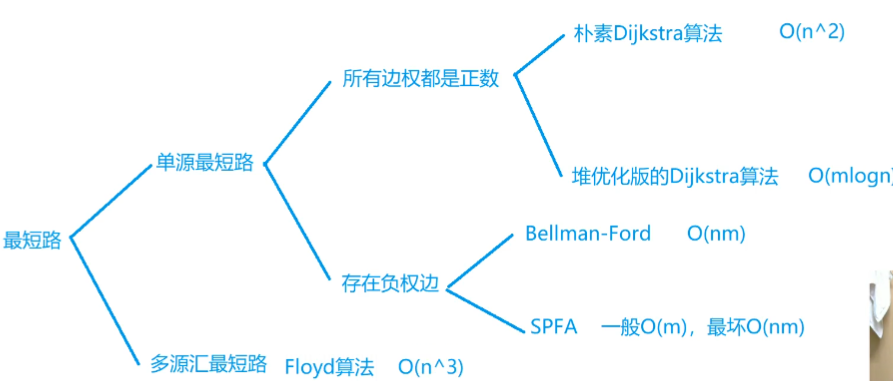 朴素Dijkstra算法 O(n^2)
所有边权都是正数
单源最短路
堆优化版的Dijkstra算法 O(mlogn)
最短路
Bellman-Ford O(nm)
存在负权边
SPFA 一般O(m)，最坏O(nm)
多源汇最短路 Floyd算法 O(n^3)